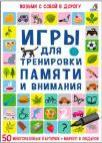 ВОЗЬМИ С СОБОЙ В ДОРОГУ
ИГРЫ
ДЛЯ
ТРЕНИРОВКИ
ПАМЯТИ И
ВНИМАНИЯ
50 МНОГОРАЗОВЫХ КАРТОЧЕК + МАРКЕР В ПОДАРОК